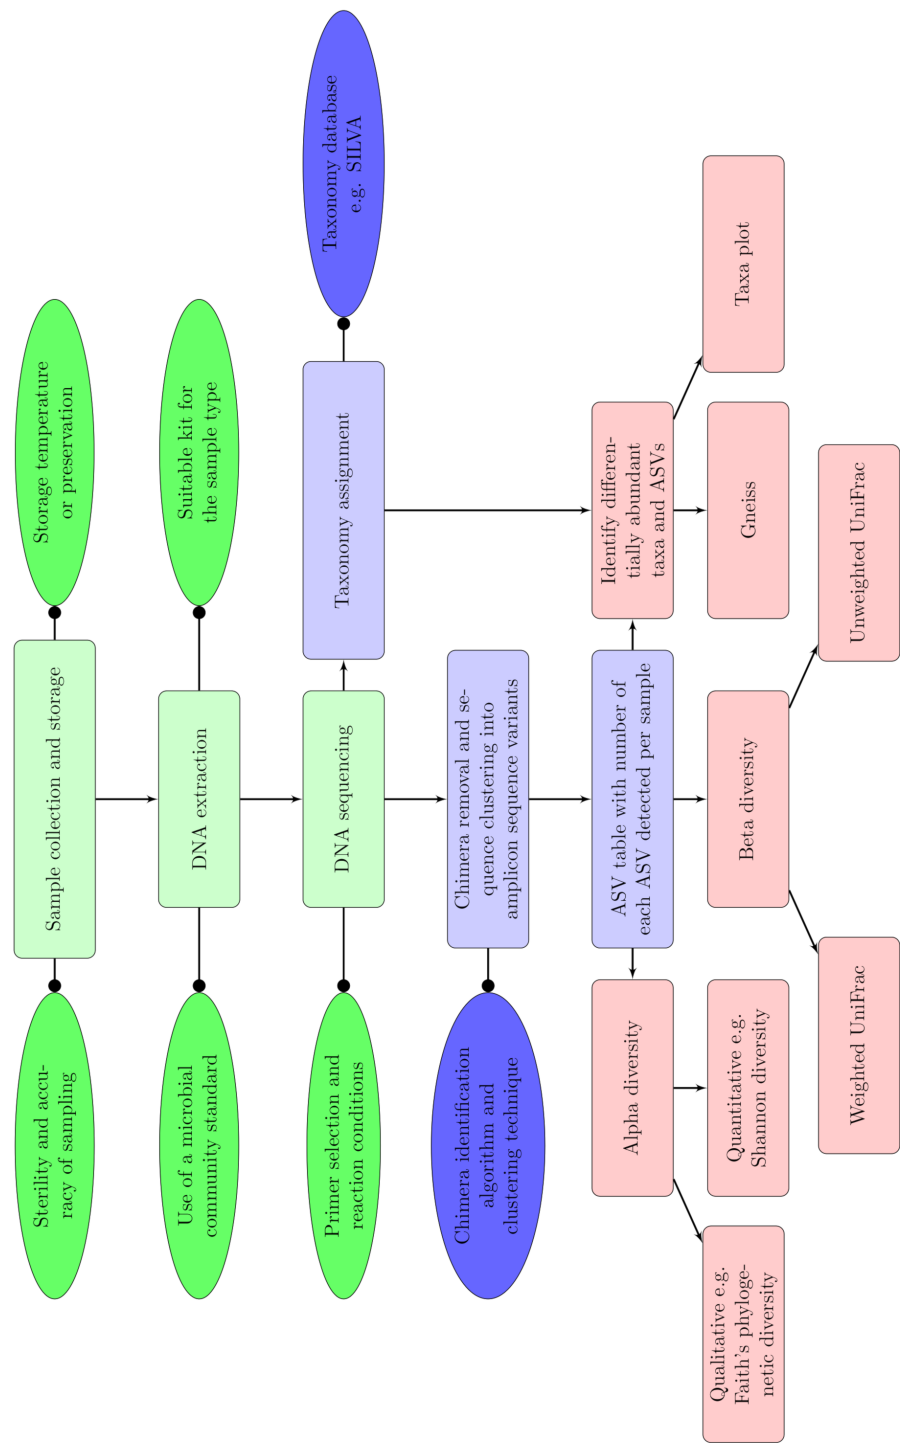 Sterility and accu-
racy of sampling
Sample collection and storage
Storage temperature
or preservation
Use of a microbial
community standard
DNA extraction
Suitable kit for
the sample type
Primer selection and
reaction conditions
DNA sequencing
Taxonomy assignment
Taxonomy database
e.g. SILVA
Chimera identification
algorithm and
clustering technique
Chimera removal and se-
quence clustering into
amplicon sequence variants
Alpha diversity
ASV table with number of
each ASV detected per sample
Identify differen-
tially abundant
taxa and ASVs
Qualitative e.g.
Faith's phyloge-
netic diversity
Quantitative e.g.
Shannon diversity
Beta diversity
Gneiss
Taxa plot
Weighted UniFrac
Unweighted UniFrac